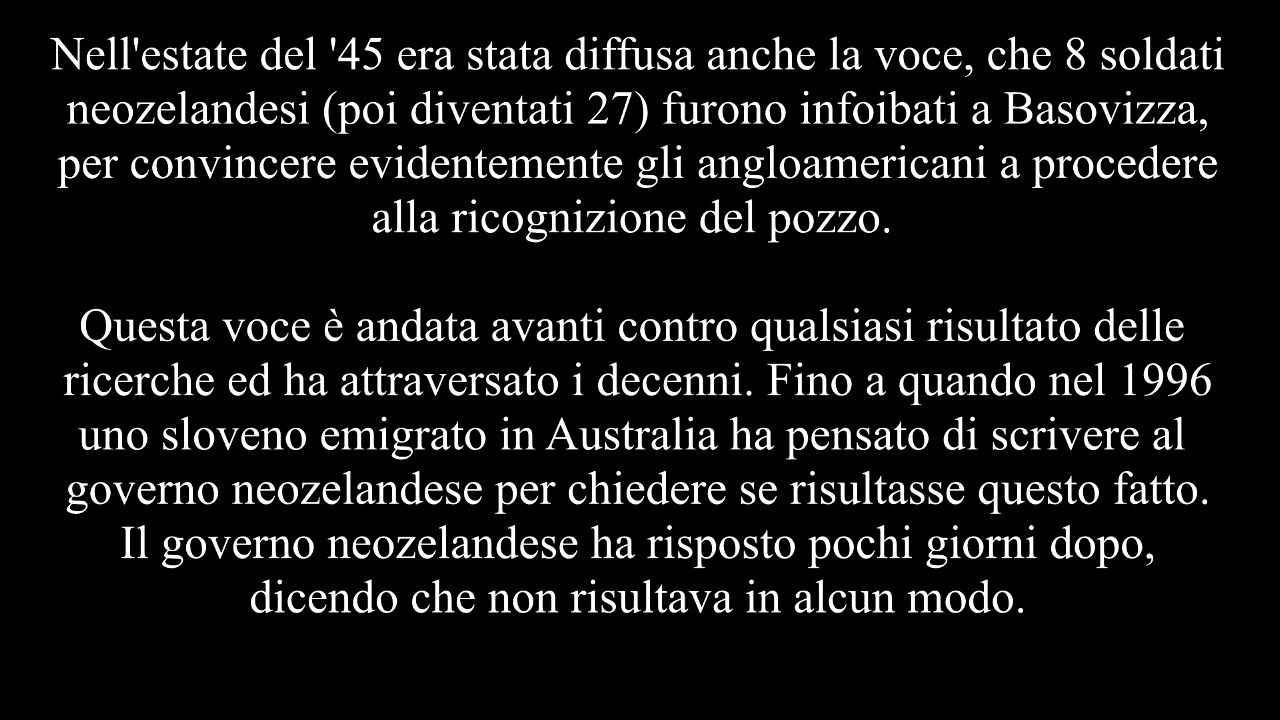 Nell'estate del '45 era stata diffusa anche la voce, che 8 soldati
neozelandesi (poi diventati 27) furono infoibati a Basovizza,
per convincere evidentemente gli angloamericani a procedere
alla ricognizione del pozzo.
Questa voce è andata avanti contro qualsiasi risultato delle
ricerche ed ha attraversato i decenni. Fino a quando nel 1996
uno sloveno emigrato in Australia ha pensato di scrivere al
governo neozelandese per chiedere se risultasse questo fatto.
Il governo neozelandese ha risposto pochi giorni dopo,
dicendo che non risultava in alcun modo.